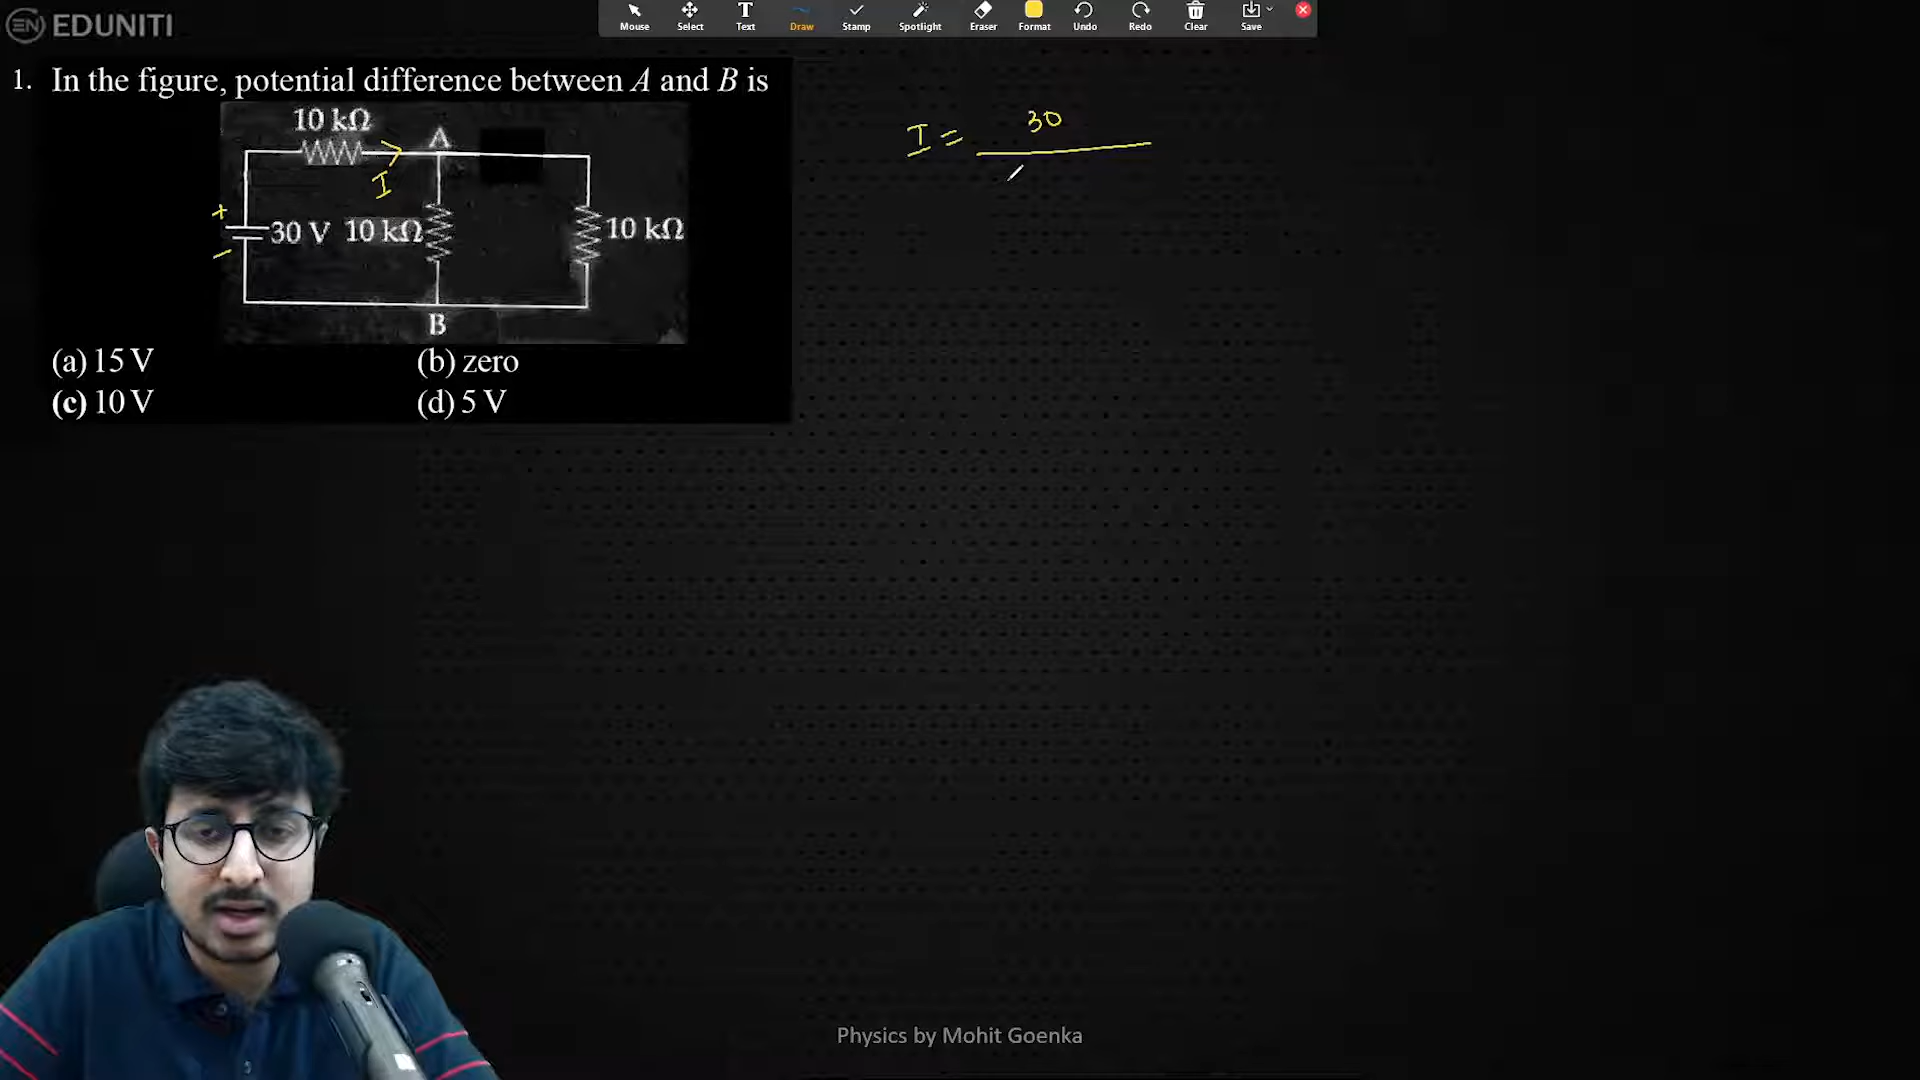 EDUNITI
Mouse Select Text Draw Stamp Spotlight Eraser Format Undo Redo Clear Save
1. In the figure, potential difference between A and B is
10 kΩ
A
I
+
30 V
10 kΩ
10 kΩ
−
B
(a) 15 V
(b) zero
(c) 10 V
(d) 5 V
I = 30
Physics by Mohit Goenka